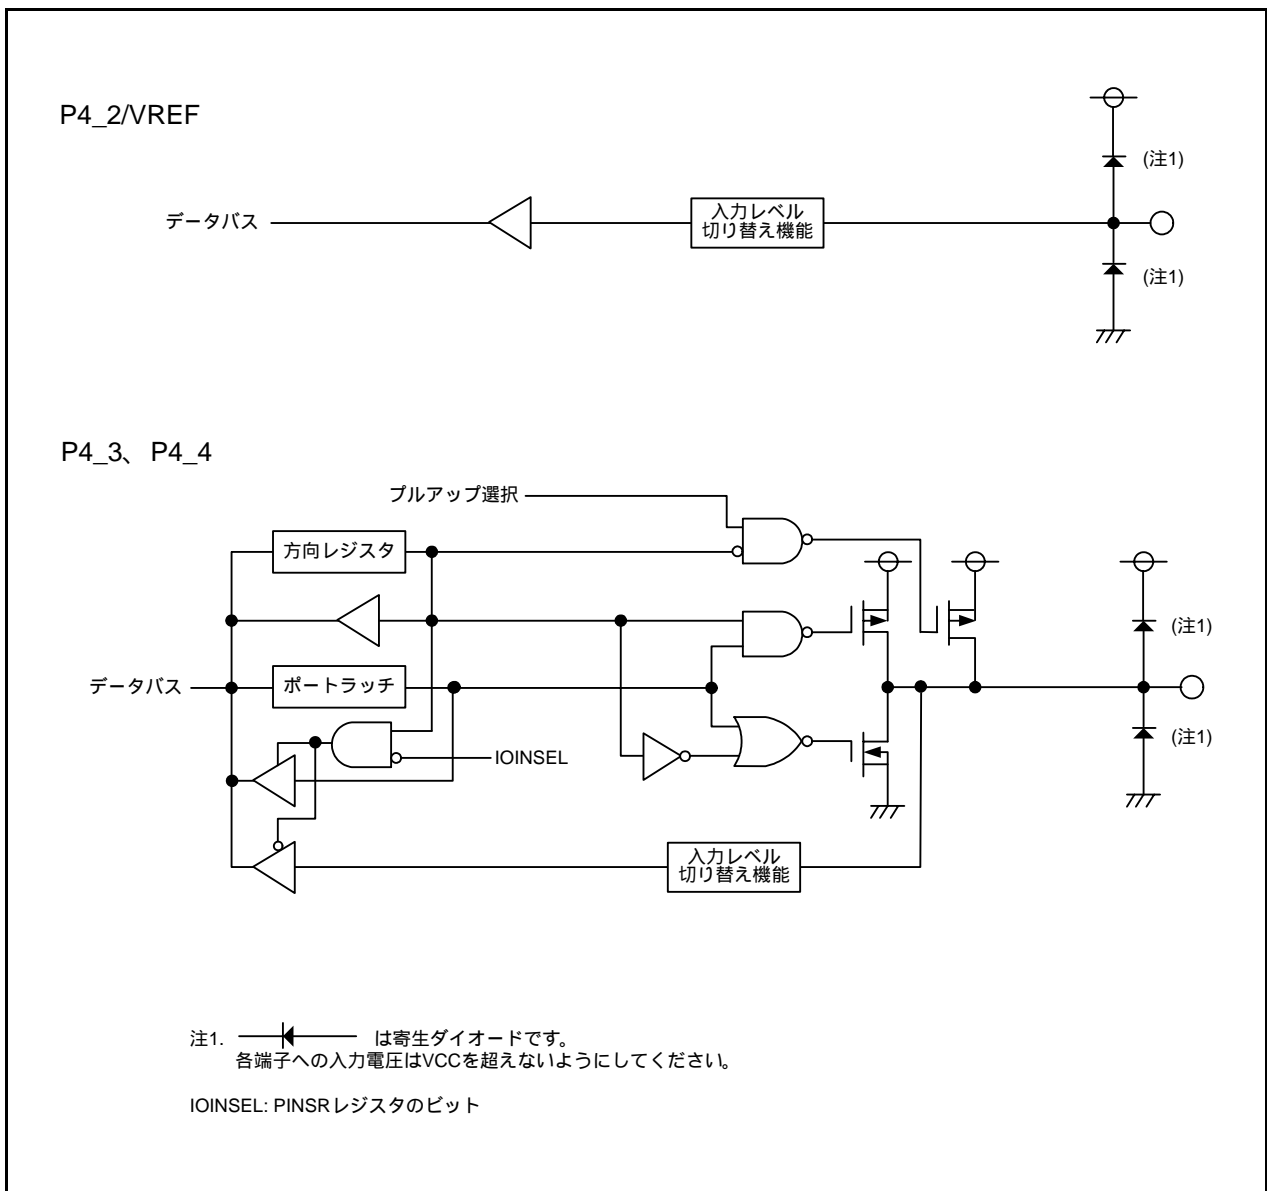 P4_2/VREF
(注1)
データバス
入力レベル
切り替え機能
(注1)
P4_3、P4_4
プルアップ選択
方向レジスタ
(注1)
データバス
ポートラッチ
(注1)
IOINSEL
入力レベル
切り替え機能
注1. は寄生ダイオードです。
各端子への入力電圧はVCCを超えないようにしてください。
IOINSEL: PINSRレジスタのビット